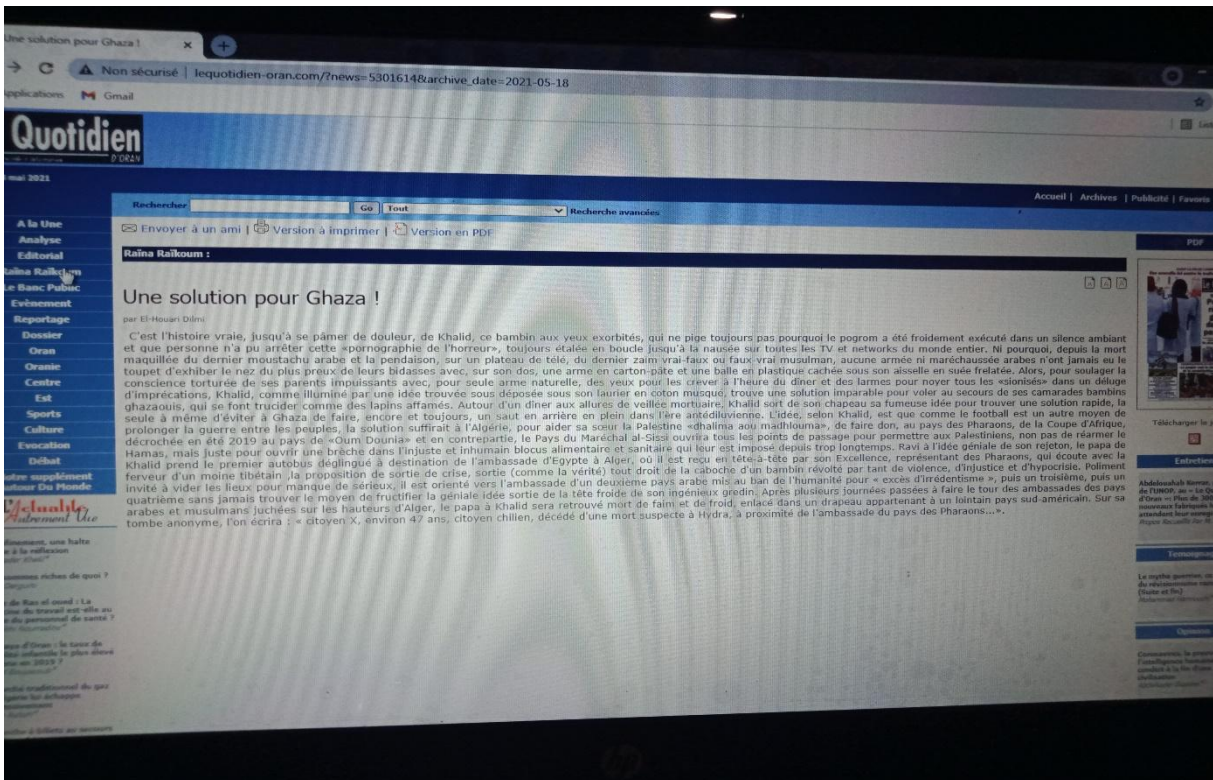 Une solution pour Ghaza !
Non sécurisé | lequotidien-oran.com/?news=5301614&archive_date=2021-05-18
Applications Gmail
Quotidien
D'ORAN
mai 2021
Accueil | Archives | Publicité | Favoris
Rechercher Go Tout Recherche avancées
Envoyer à un ami | Version à imprimer | Version en PDF
A la Une
Analyse
Editorial
Raïna Raïkoum
Le Banc Public
Evènement
Reportage
Dossier
Oran
Oranie
Centre
Est
Sports
Culture
Evocation
Débat
supplément
Autour Du Monde
Raïna Raïkoum :
Une solution pour Ghaza !
par El-Houari Dilmi
C'est l'histoire vraie, jusqu'à se pâmer de douleur, de Khalid, ce bambin aux yeux exorbités, qui ne pige toujours pas pourquoi le pogrom a été froidement exécuté dans un silence ambiant
et que personne n'a pu arrêter cette «pornographie de l'horreur», toujours étalée en boucle jusqu'à la nausée sur toutes les TV et networks du monde entier. Ni pourquoi, depuis la mort
maquillée du dernier moustachu arabe et la pendaison, sur un plateau de télé, du dernier zaim vrai-faux ou faux-vrai musulman, aucune armée ni maréchaussée arabes n'ont jamais eu le
toupet d'exhiber le nez du plus preux de leurs bidasses avec, sur son dos, une arme en carton-pâte et une balle en plastique cachée sous son aisselle en suée frelatée. Alors, pour soulager la
conscience torturée de ses parents impuissants avec, pour seule arme naturelle, des yeux pour les crever à l'heure du dîner et des larmes pour noyer tous les «sionisés» dans un déluge
d'imprécations, Khalid, comme illuminé par une idée trouvée sous déposée sous son laurier en coton musqué, trouve une solution imparable pour voler au secours de ses camarades bambins
ghazaouis, qui se font trucider comme des lapins affamés. Autour d'un dîner aux allures de veillée mortuaire, Khalid sort de son chapeau sa fumeuse idée pour trouver une solution rapide, la
seule à même d'éviter à Ghaza de faire, encore et toujours, un saut en arrière en plein dans l'ère antédiluvienne. L'idée, selon Khalid, est que comme le football est un autre moyen de
prolonger la guerre entre les peuples, la solution suffirait à l'Algérie, pour aider sa sœur la Palestine «dhalima aou madhlouma», de faire don, au pays des Pharaons, de la Coupe d'Afrique,
décrochée en été 2019 au pays de «Oum Dounia» et en contrepartie, le Pays du Maréchal al-Sissi ouvrira tous les points de passage pour permettre aux Palestiniens, non pas de réarmer le
Hamas, mais juste pour ouvrir une brèche dans l'injuste et inhumain blocus alimentaire et sanitaire qui leur est imposé depuis trop longtemps. Ravi à l'idée géniale de son rejeton, le papa de
Khalid prend le premier autobus déglingué à destination de l'ambassade d'Egypte à Alger, où il est reçu en tête-à-tête par son Excellence, représentant des Pharaons, qui écoute avec la
ferveur d'un moine tibétain ,la proposition de sortie de crise, sortie (comme la vérité) tout droit de la caboche d'un bambin révolté par tant de violence, d'injustice et d'hypocrisie. Poliment
invité à vider les lieux pour manque de sérieux, il est orienté vers l'ambassade d'un deuxième pays arabe mis au ban de l'humanité pour « excès d'irrédentisme », puis un troisième, puis un
quatrième sans jamais trouver le moyen de fructifier la géniale idée sortie de la tête froide de son ingénieux gredin. Après plusieurs journées passées à faire le tour des ambassades des pays
arabes et musulmans juchées sur les hauteurs d'Alger, le papa à Khalid sera retrouvé mort de faim et de froid, enlacé dans un drapeau appartenant à un lointain pays sud-américain. Sur sa
tombe anonyme, l'on écrira : « citoyen X, environ 47 ans, citoyen chilien, décédé d'une mort suspecte à Hydra, à proximité de l'ambassade du pays des Pharaons...».
PDF
Télécharger le
Entretien
Opinion
hp